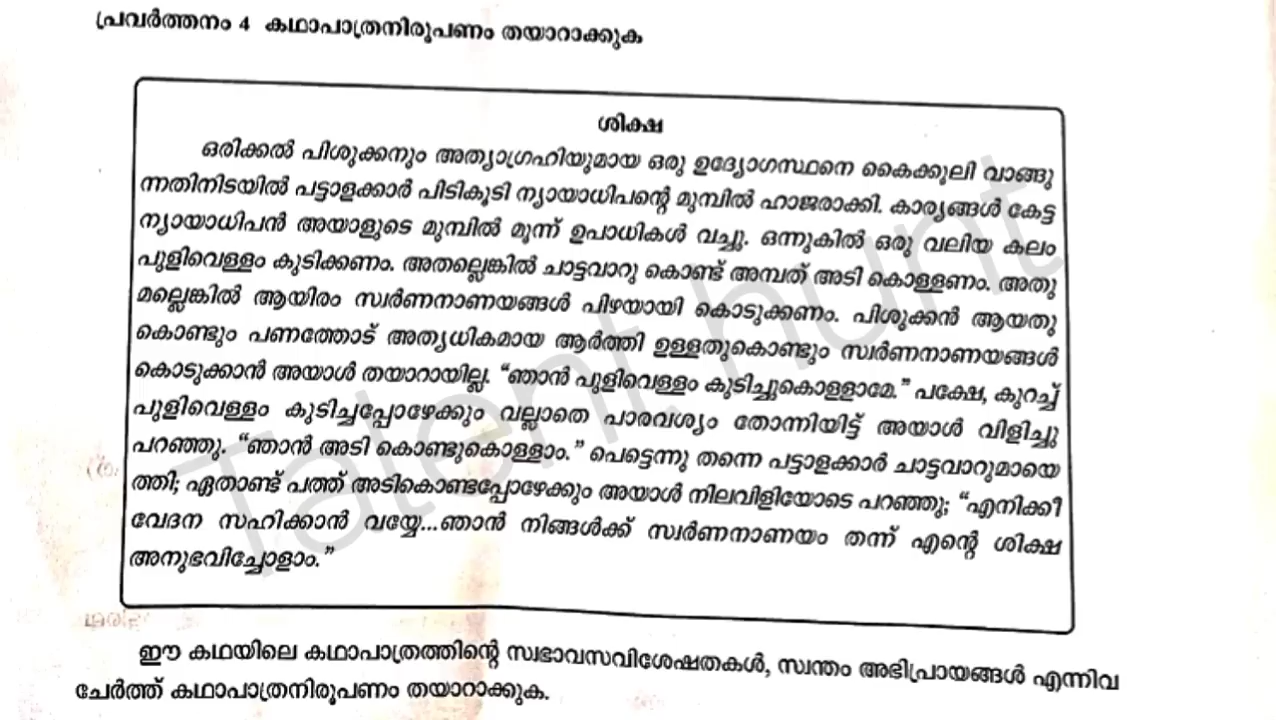 പ്രവർത്തനം 4 കഥാപാത്രനിരൂപണം തയാറാക്കുക
ശിക്ഷ
ഒരിക്കൽ പിശുക്കനും അത്യാഗ്രഹിയുമായ ഒരു ഉദ്യോഗസ്ഥനെ കൈക്കൂലി വാങ്ങു
ന്നതിനിടയിൽ പട്ടാളക്കാർ പിടികൂടി ന്യായാധിപന്റെ മുമ്പിൽ ഹാജരാക്കി. കാര്യങ്ങൾ കേട്ട
ന്യായാധിപൻ അയാളുടെ മുമ്പിൽ മൂന്ന് ഉപാധികൾ വച്ചു. ഒന്നുകിൽ ഒരു വലിയ കലം
പുളിവെള്ളം കുടിക്കണം. അതല്ലെങ്കിൽ ചാട്ടവാറു കൊണ്ട് അമ്പത് അടി കൊള്ളണം. അതു
മല്ലെങ്കിൽ ആയിരം സ്വർണനാണയങ്ങൾ പിഴയായി കൊടുക്കണം. പിശുക്കൻ ആയതു
കൊണ്ടും പണത്തോട് അത്യധികമായ ആർത്തി ഉള്ളതുകൊണ്ടും സ്വർണനാണയങ്ങൾ
കൊടുക്കാൻ അയാൾ തയാറായില്ല. “ഞാൻ പുളിവെള്ളം കുടിച്ചുകൊള്ളാമേ.” പക്ഷേ, കുറച്ച്
പുളിവെള്ളം കുടിച്ചപ്പോഴേക്കും വല്ലാതെ പാരവശ്യം തോന്നിയിട്ട് അയാൾ വിളിച്ചു
പറഞ്ഞു. “ഞാൻ അടി കൊണ്ടുകൊള്ളാം.” പെട്ടെന്നു തന്നെ പട്ടാളക്കാർ ചാട്ടവാറുമായെ
ത്തി; ഏതാണ്ട് പത്ത് അടികൊണ്ടപ്പോഴേക്കും അയാൾ നിലവിളിയോടെ പറഞ്ഞു; “എനിക്കീ
വേദന സഹിക്കാൻ വയ്യേ...ഞാൻ നിങ്ങൾക്ക് സ്വർണനാണയം തന്ന് എന്റെ ശിക്ഷ
അനുഭവിച്ചോളാം.”
ഈ കഥയിലെ കഥാപാത്രത്തിന്റെ സ്വഭാവസവിശേഷതകൾ, സ്വന്തം അഭിപ്രായങ്ങൾ എന്നിവ
ചേർത്ത് കഥാപാത്രനിരൂപണം തയാറാക്കുക.
Talent hunt